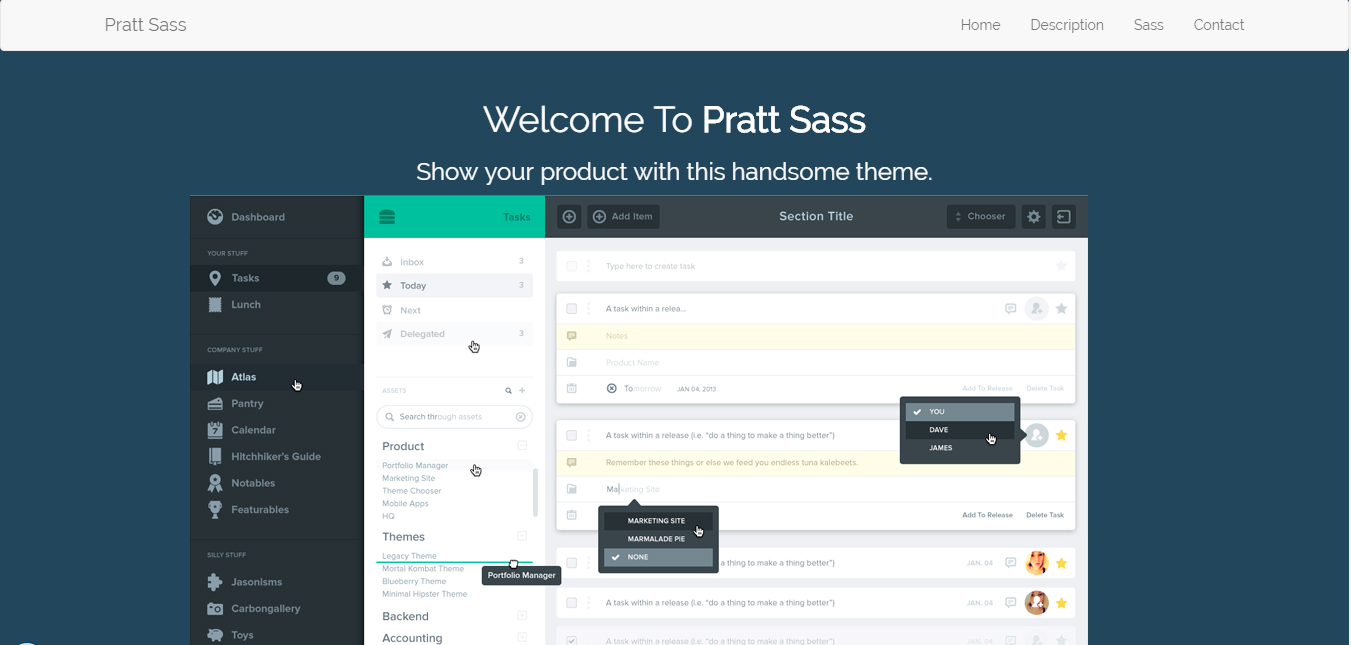 Pratt Sass
Home Description Sass Contact
Welcome To Pratt Sass
Show your product with this handsome theme.
Dashboard
YOUR STUFF
Tasks 9
Lunch
COMPANY STUFF
Atlas
Pantry
7 Calendar
Hitchhiker's Guide
Notables
Featurables
SILLY STUFF
Jasonisms
Carbongallery
Toys
Tasks
Inbox 3
Today 3
Next
Delegated 3
ASSETS
Search through assets
Product
Portfolio Manager
Marketing Site
Theme Chooser
Mobile Apps
HQ
Themes
Legacy Theme
Mortal Kombat Theme
Portfolio Manager
Blueberry Theme
Minimal Hipster Theme
Backend
Accounting
Add Item Section Title Chooser
Type here to create task
A task within a relea...
Notes
Product Name
Tomorrow JAN 04, 2013 Add To Release Delete Task
YOU
DAVE
JAMES
A task within a release (i.e. "do a thing to make a thing better")
Remember these things or else we feed you endless tuna kalebeets.
Marketing Site
Add To Release Delete Task
MARKETING SITE
MARMALADE PIE
NONE
a thing to make a thing better") JAN. 04
A task within a release (i.e. "do a thing to make a thing better") JAN. 04
A task within a release (i.e. "do a thing to make a thing better") JAN. 04